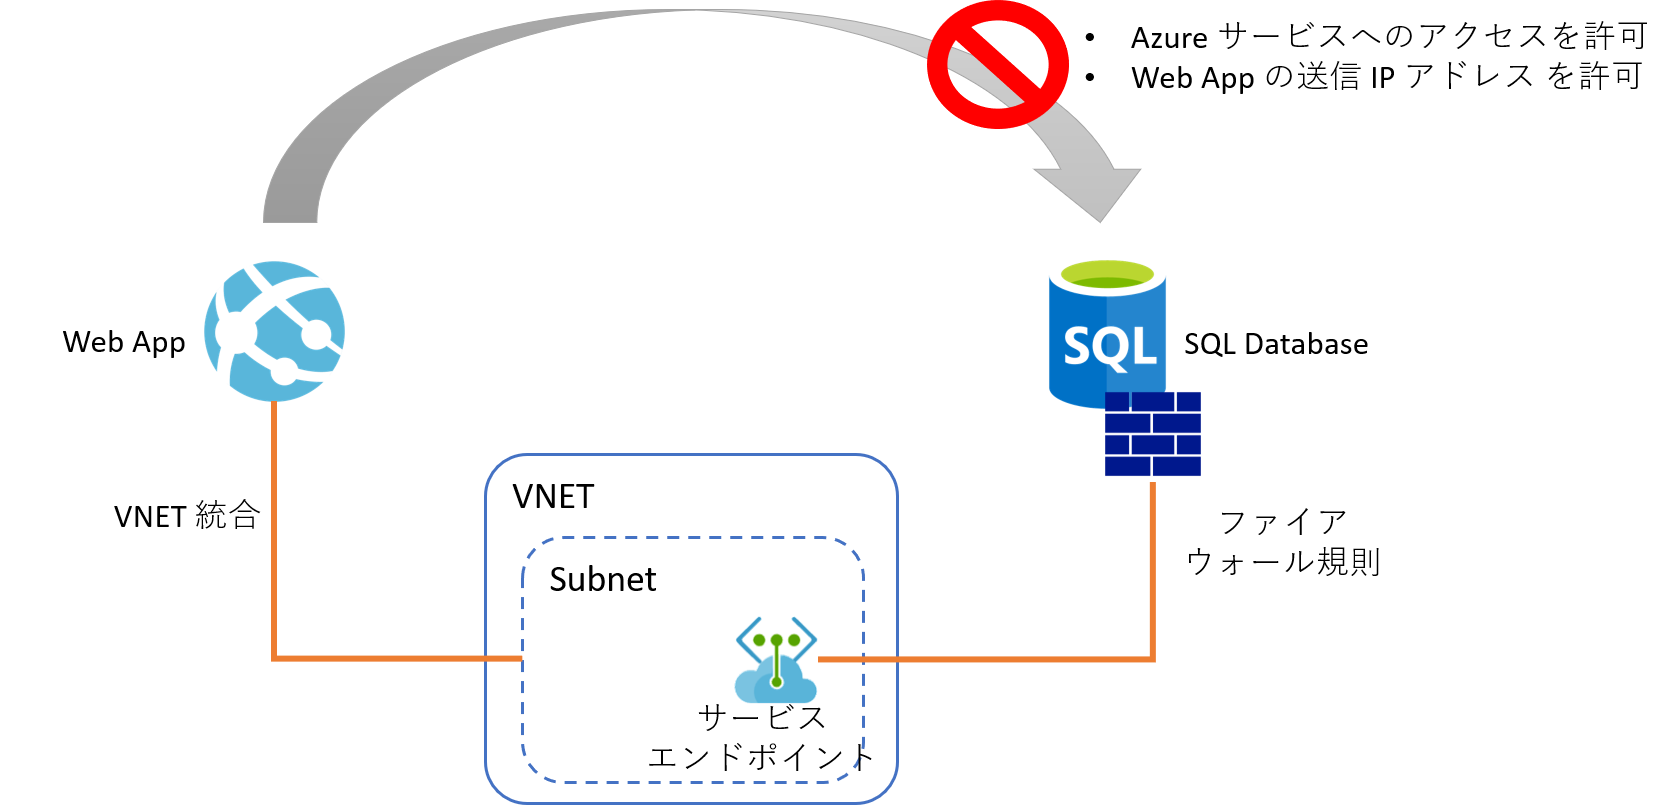 • Azure サービスへのアクセスを許可
• Web App の送信 IP アドレス を許可
Web App
SQL
SQL Database
VNET 統合
VNET
Subnet
サービス
エンドポイント
ファイア
ウォール規則